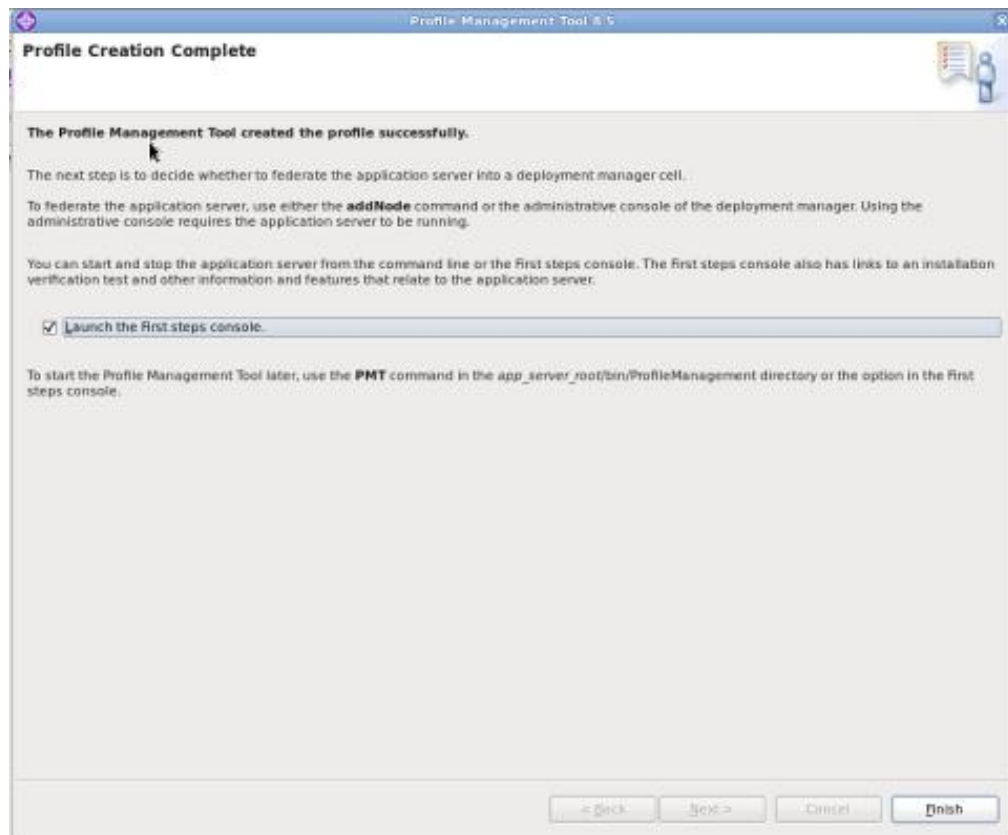 Profile Management Tool 8.5
Profile Creation Complete
The Profile Management Tool created the profile successfully.
The next step is to decide whether to federate the application server into a deployment manager cell.
To federate the application server, use either the addNode command or the administrative console of the deployment manager. Using the
administrative console requires the application server to be running.
You can start and stop the application server from the command line or the First steps console. The First steps console also has links to an installation
verification test and other information and features that relate to the application server.
Launch the First steps console.
To start the Profile Management Tool later, use the PMT command in the app_server_root/bin/ProfileManagement directory or the option in the First
steps console.
< Back Next > Cancel Finish